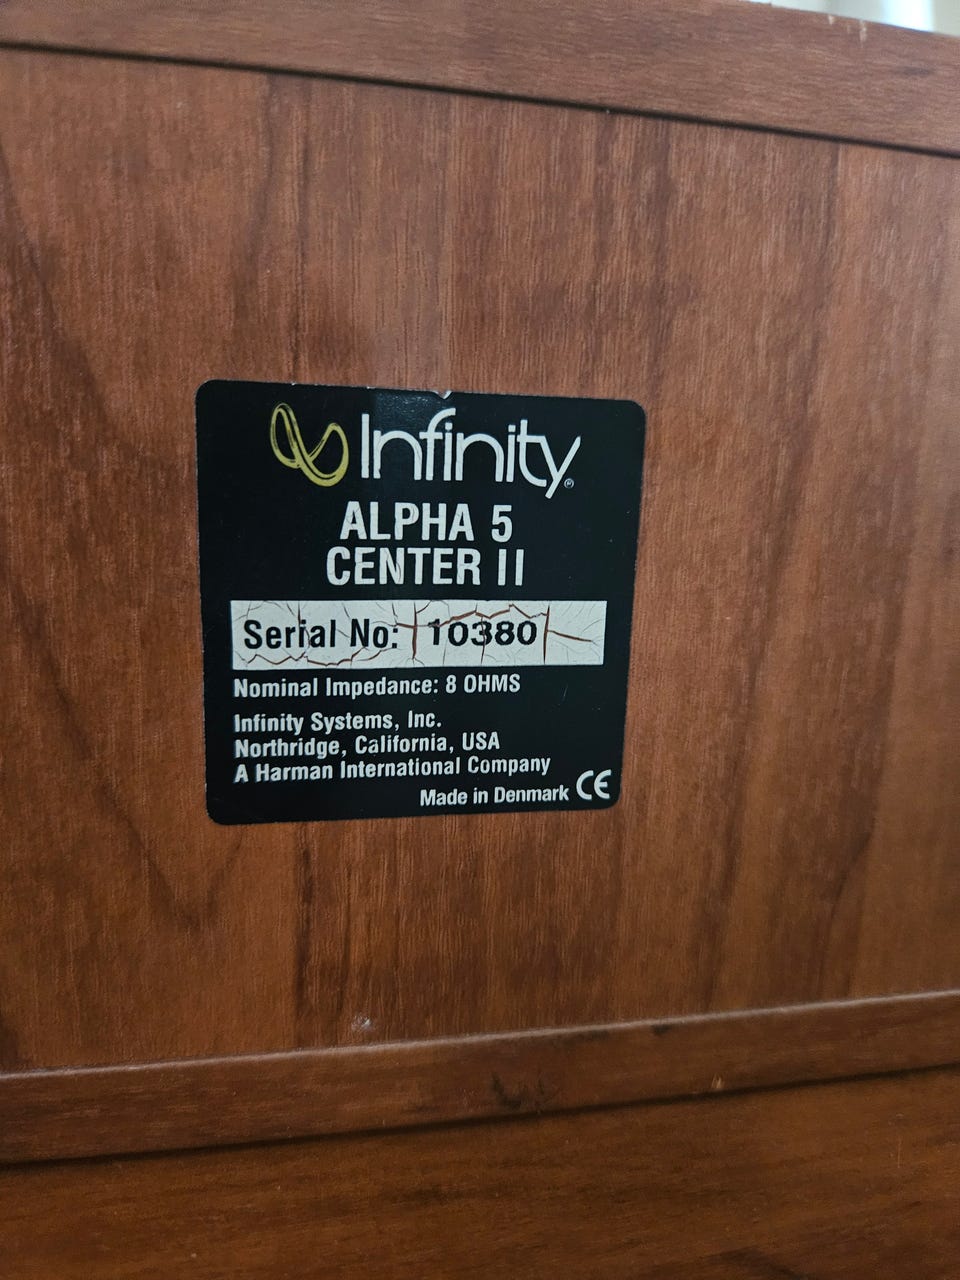 Infinity®
ALPHA 5
CENTER II
Serial No: 10380
Nominal Impedance: 8 OHMS
Infinity Systems, Inc.
Northridge, California, USA
A Harman International Company
Made in Denmark CE